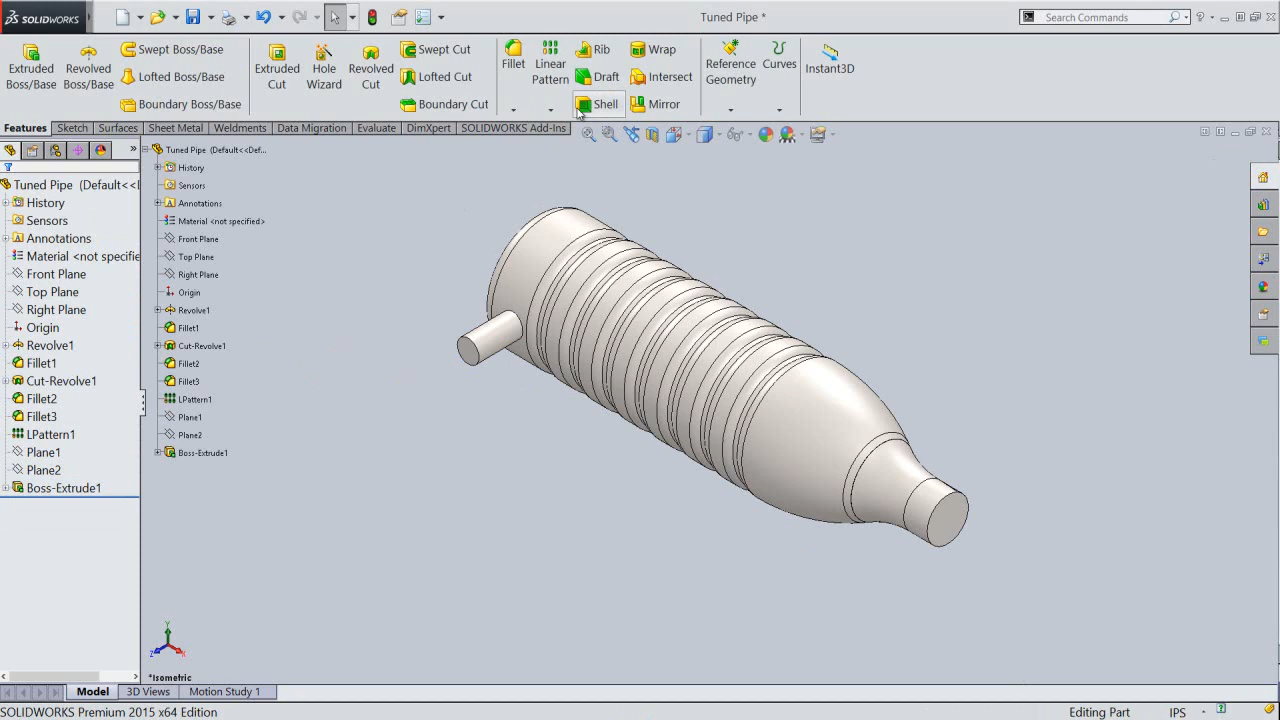 SOLIDWORKS
Tuned Pipe *
Search Commands
Extruded Boss/Base
Revolved Boss/Base
Swept Boss/Base
Lofted Boss/Base
Boundary Boss/Base
Extruded Cut
Hole Wizard
Revolved Cut
Swept Cut
Lofted Cut
Boundary Cut
Fillet
Linear Pattern
Rib
Draft
Shell
Wrap
Intersect
Mirror
Reference Geometry
Curves
Instant3D
Features Sketch Surfaces Sheet Metal Weldments Data Migration Evaluate DimXpert SOLIDWORKS Add-Ins
Tuned Pipe (Default<<D
History
Sensors
Annotations
Material <not specifie
Front Plane
Top Plane
Right Plane
Origin
Revolve1
Fillet1
Cut-Revolve1
Fillet2
Fillet3
LPattern1
Plane1
Plane2
Boss-Extrude1
Tuned Pipe (Default<<Def...
History
Sensors
Annotations
Material <not specified>
Front Plane
Top Plane
Right Plane
Origin
Revolve1
Fillet1
Cut-Revolve1
Fillet2
Fillet3
LPattern1
Plane1
Plane2
Boss-Extrude1
Y
Z
X
*Isometric
Model 3D Views Motion Study 1
SOLIDWORKS Premium 2015 x64 Edition
Editing Part
IPS